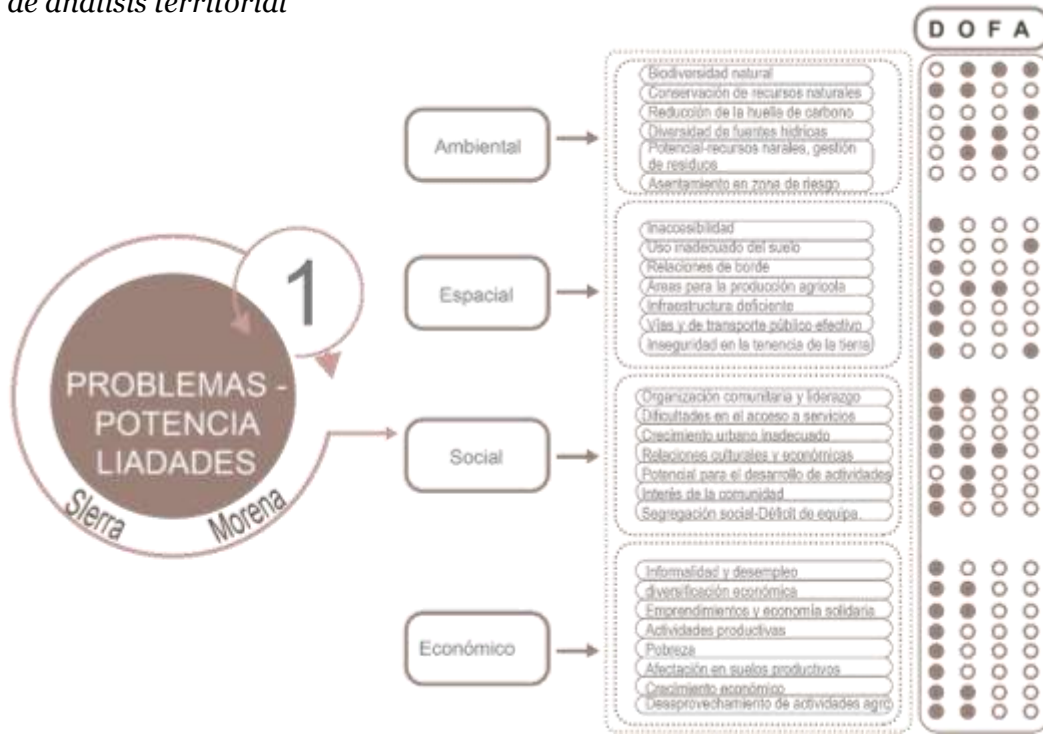 de análisis territorial
D O F A
Ambiental
Biodiversidad natural
Conservación de recursos naturales
Reducción de la huella de carbono
Diversidad de fuentes hídricas
Potencial-recursos narales, gestión
de residuos
Asentamiento en zona de riesgo
Espacial
Inaccesibilidad
Uso inadecuado del suelo
Relaciones de borde
Áreas para la producción agrícola
Infraestructura deficiente
Vías y de transporte público efectivo
Inseguridad en la tenencia de la tierra
1
PROBLEMAS -
POTENCIA
LIADADES
Sierra Morena
Social
Organización comunitaria y liderazgo
Dificultades en el acceso a servicios
Crecimiento urbano inadecuado
Relaciones culturales y económicas
Potencial para el desarrollo de actividades
Interés de la comunidad
Segregación social-Déficit de equipa.
Económico
Informalidad y desempleo
diversificación económica
Emprendimientos y economía solidaria
Actividades productivas
Pobreza
Afectación en suelos productivos
Crecimiento económico
Desaprovechamiento de actividades agro